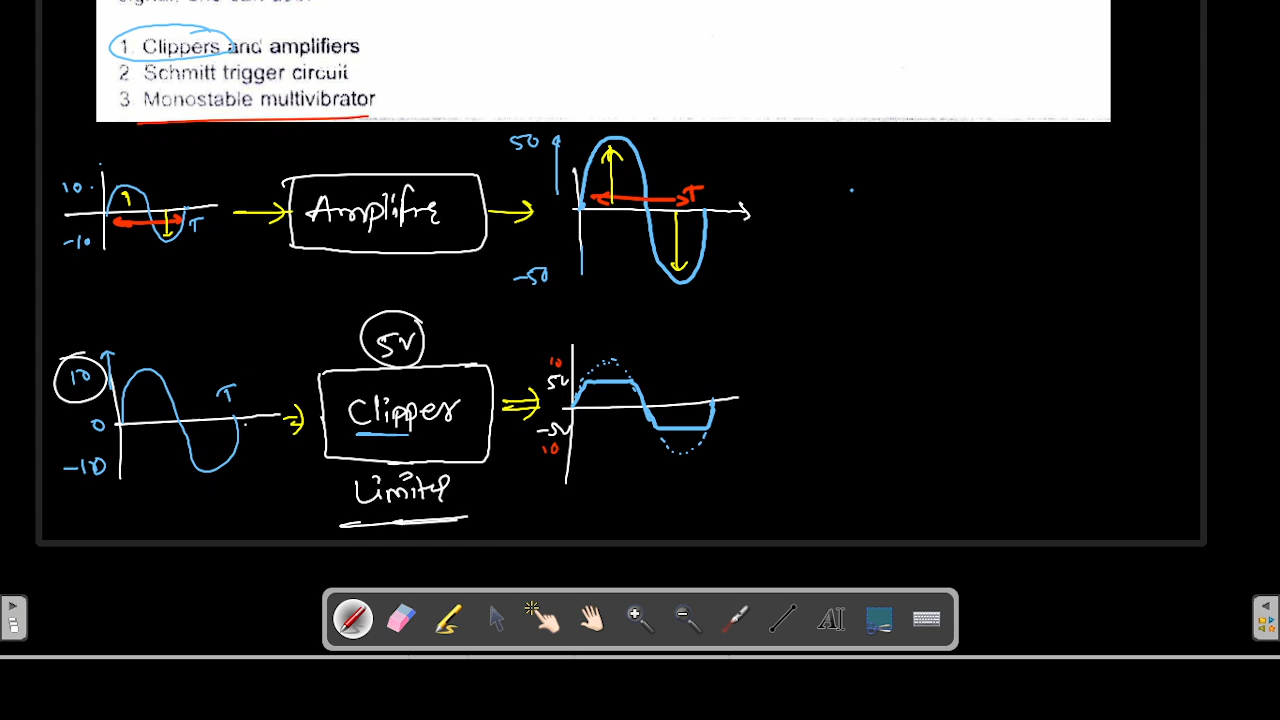 1. Clippers and amplifiers
2 Schmitt trigger circuit
3 Monostable multivibrator
10
-10
T
Amplifire
50
-50
T
10
0
-10
T
5V
Clipper
Limiter
10
5V
-5V
10
AI